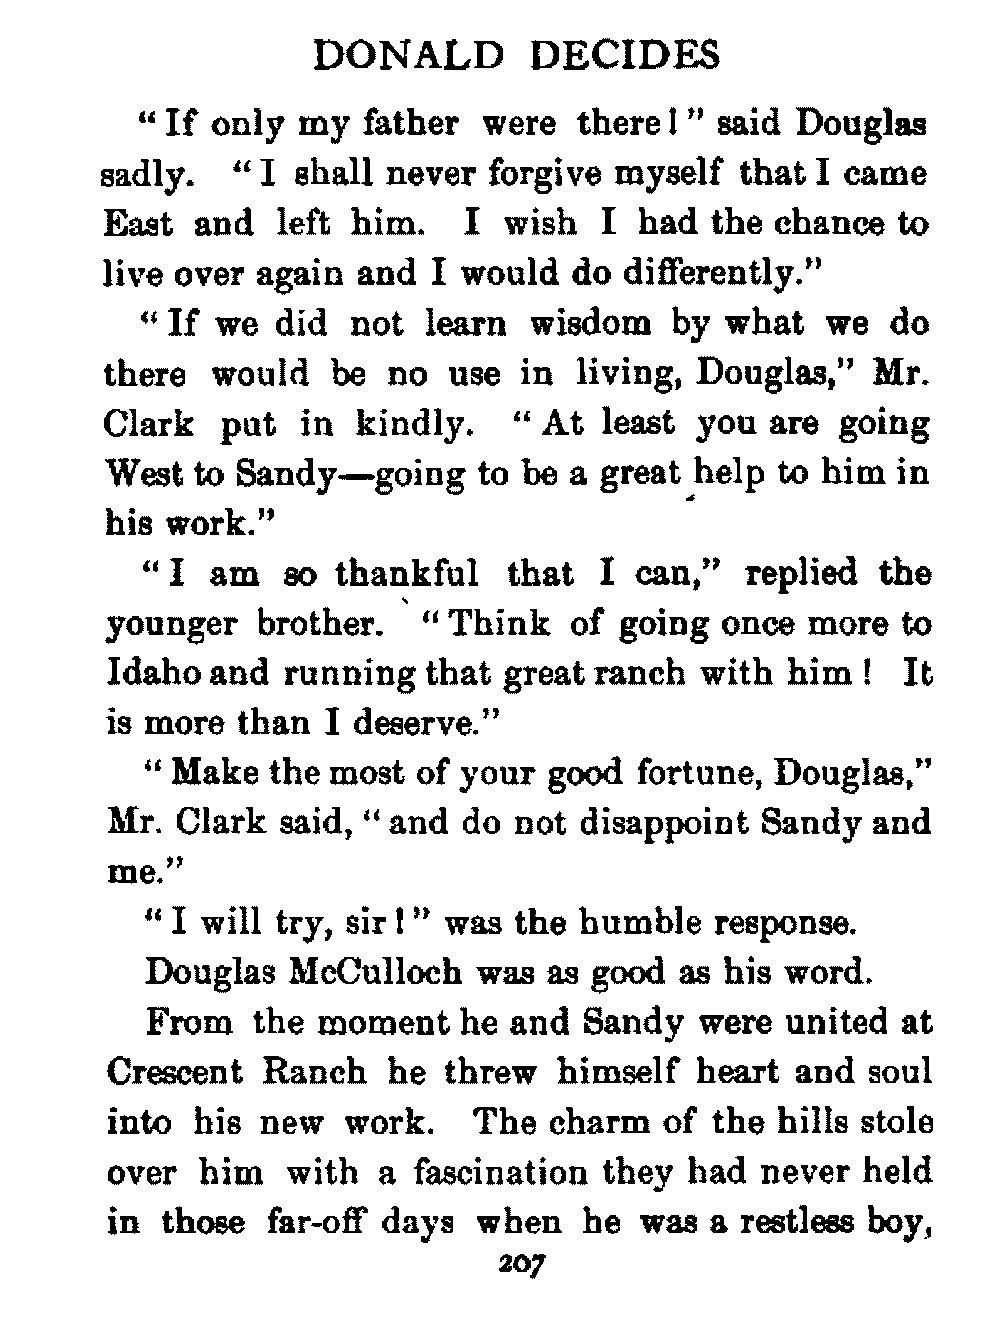 DONALD DECIDES
“If only my father were there!” said Douglas
sadly. “I shall never forgive myself that I came
East and left him. I wish I had the chance to
live over again and I would do differently.”
“If we did not learn wisdom by what we do
there would be no use in living, Douglas,” Mr.
Clark put in kindly. “At least you are going
West to Sandy—going to be a great help to him in
his work.”
“I am so thankful that I can,” replied the
younger brother. “Think of going once more to
Idaho and running that great ranch with him! It
is more than I deserve.”
“Make the most of your good fortune, Douglas,”
Mr. Clark said, “and do not disappoint Sandy and
me.”
“I will try, sir!” was the humble response.
Douglas McCulloch was as good as his word.
From the moment he and Sandy were united at
Crescent Ranch he threw himself heart and soul
into his new work. The charm of the hills stole
over him with a fascination they had never held
in those far-off days when he was a restless boy,
207